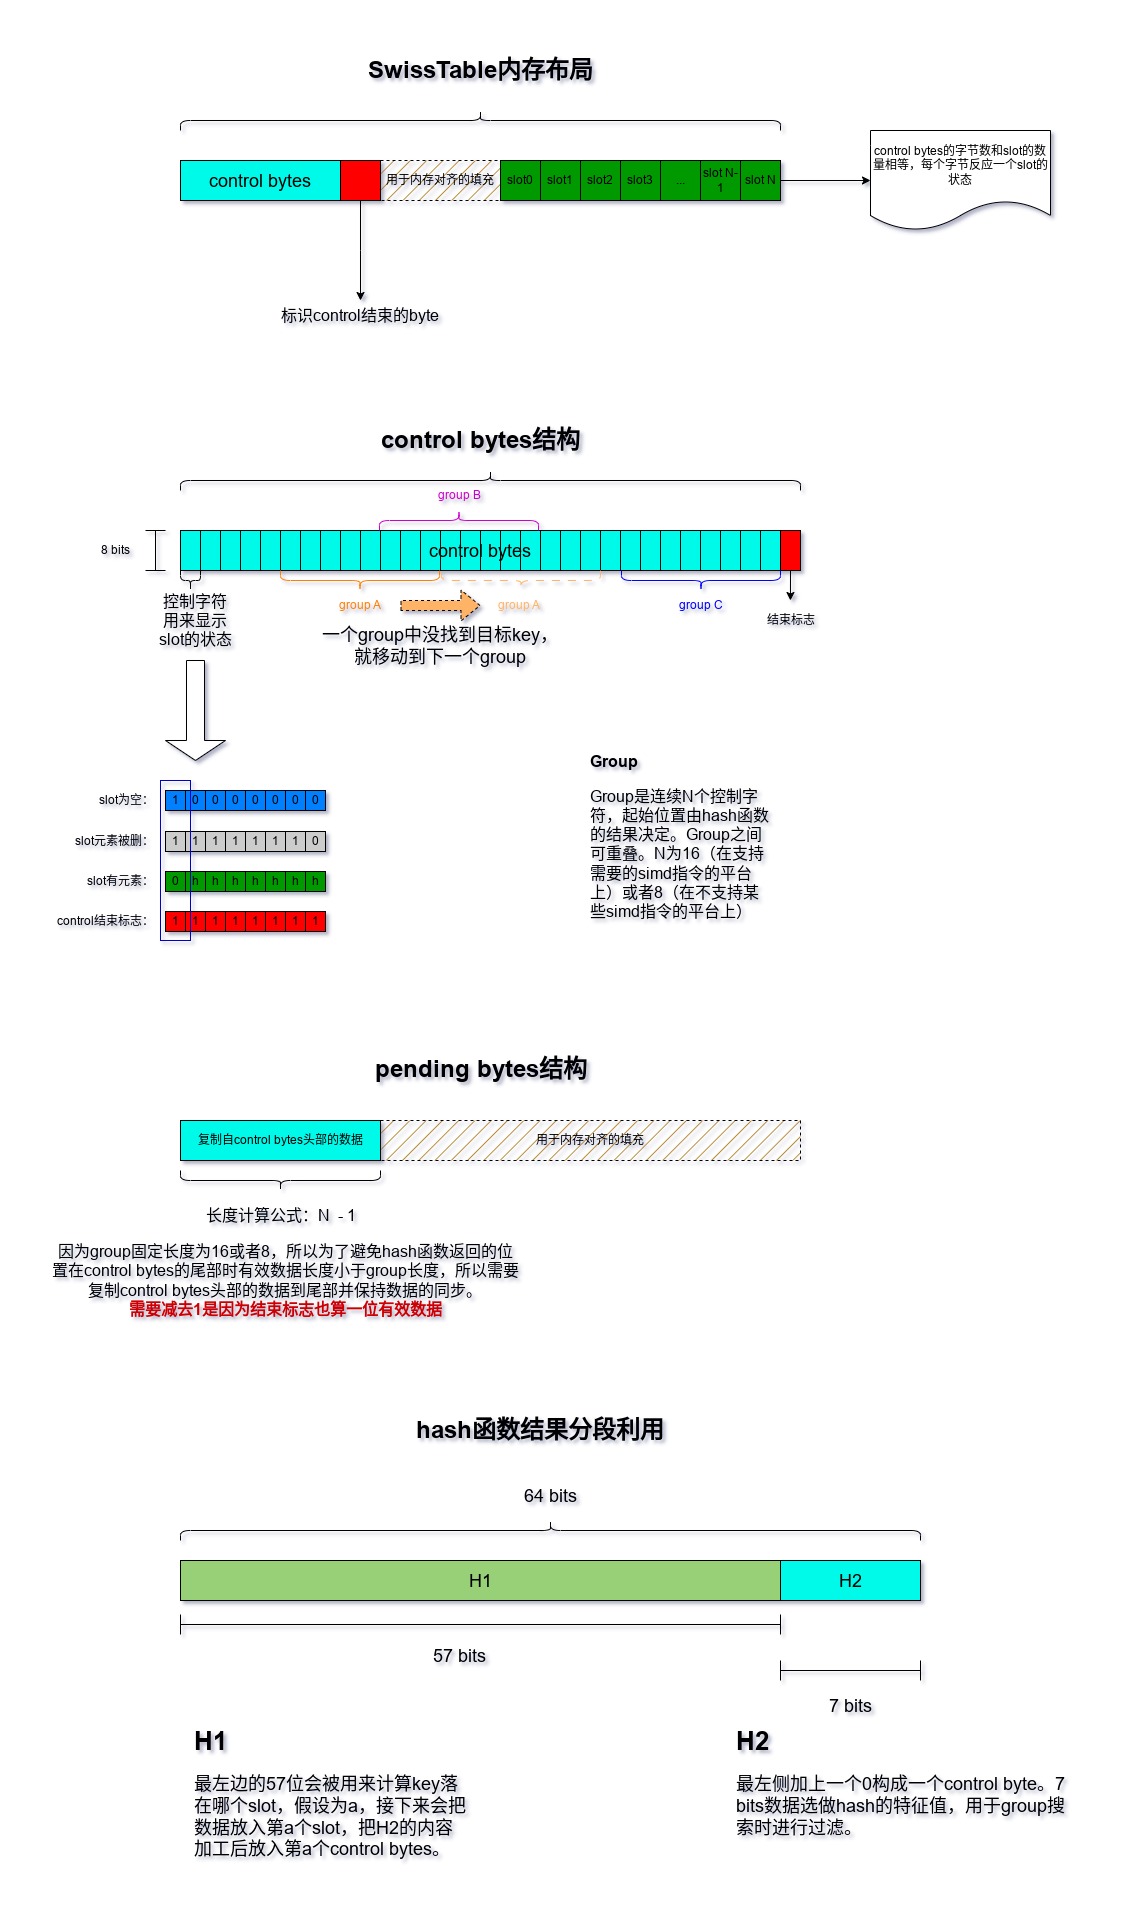 SwissTable内存布局
control bytes
用于内存对齐的填充
slot0
slot1
slot2
slot3
...
slot N-
1
slot N
control bytes的字节数和slot的数
量相等，每个字节反应一个slot的
状态
标识control结束的byte
control bytes结构
group B
8 bits
control bytes
控制字符
用来显示
slot的状态
group A
group A
group C
结束标志
一个group中没找到目标key，
就移动到下一个group
slot为空：
1 0 0 0 0 0 0 0
slot元素被删：
1 1 1 1 1 1 1 0
slot有元素：
0 h h h h h h h
control结束标志：
1 1 1 1 1 1 1 1
Group
Group是连续N个控制字
符，起始位置由hash函数
的结果决定。Group之间
可重叠。N为16（在支持
需要的simd指令的平台
上）或者8（在不支持某
些simd指令的平台上）
pending bytes结构
复制自control bytes头部的数据
用于内存对齐的填充
长度计算公式：N - 1
因为group固定长度为16或者8，所以为了避免hash函数返回的位
置在control bytes的尾部时有效数据长度小于group长度，所以需要
复制control bytes头部的数据到尾部并保持数据的同步。
需要减去1是因为结束标志也算一位有效数据
hash函数结果分段利用
64 bits
H1
H2
57 bits
7 bits
H1
最左边的57位会被用来计算key落
在哪个slot，假设为a，接下来会把
数据放入第a个slot，把H2的内容
加工后放入第a个control bytes。
H2
最左侧加上一个0构成一个control byte。7
bits数据选做hash的特征值，用于group搜
索时进行过滤。